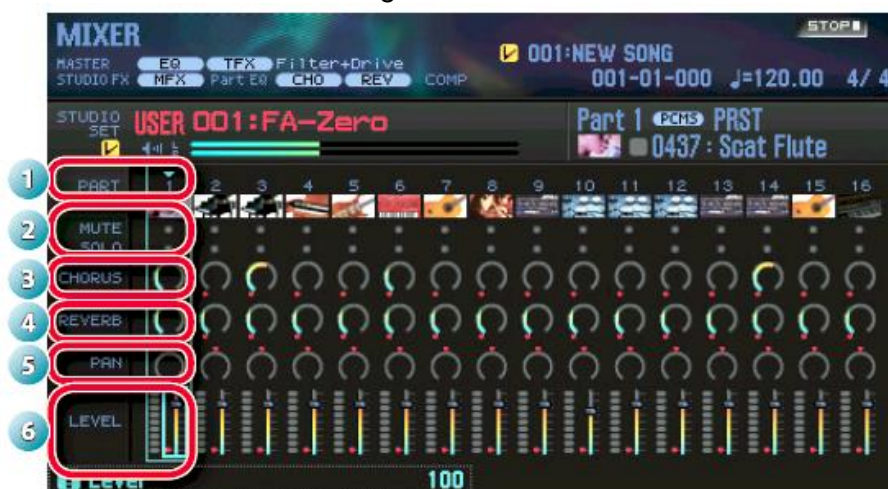 MIXER
STOP
MASTER EQ TFX Filter+Drive
001:NEW SONG
STUDIO FX MFX Part EQ CHO REV COMP
001-01-000 ♩=120.00 4/4
STUDIO SET USER 001:FA-Zero
Part 1 PCMS PRST
L
0437: Scat Flute
1 PART 1 2 3 4 5 6 7 8 9 10 11 12 13 14 15 16
2 MUTE
SOLO
3 CHORUS
4 REVERB
5 PAN
6 LEVEL
Level 100